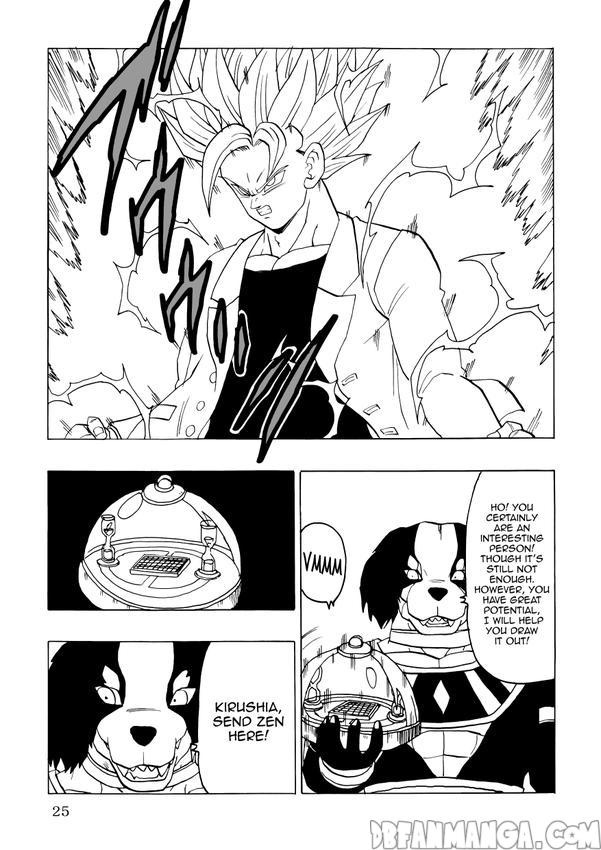 HO! YOU
CERTAINLY
ARE AN
INTERESTING
PERSON!
THOUGH IT'S
STILL NOT
ENOUGH.
HOWEVER, YOU
HAVE GREAT
POTENTIAL,
I WILL HELP
YOU DRAW
IT OUT!
VMMM
KIRUSHIA,
SEND ZEN
HERE!
25
DBFANMANGA.COM